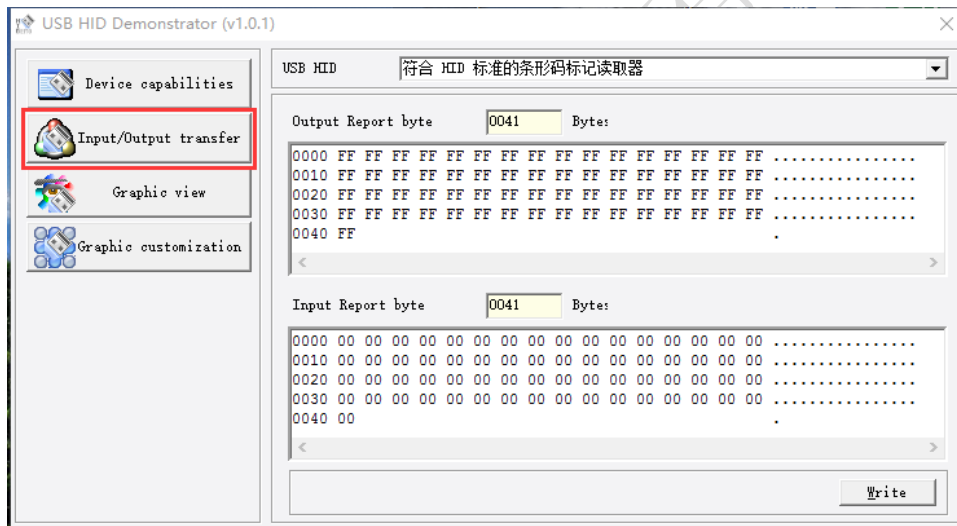 USB HID Demonstrator (v1.0.1)
Device capabilities
Input/Output transfer
Graphic view
Graphic customization
USB HID 符合 HID 标准的条形码标记读取器
Output Report byte 0041 Bytes
0000 FF FF FF FF FF FF FF FF FF FF FF FF FF FF FF FF ................
0010 FF FF FF FF FF FF FF FF FF FF FF FF FF FF FF FF ................
0020 FF FF FF FF FF FF FF FF FF FF FF FF FF FF FF FF ................
0030 FF FF FF FF FF FF FF FF FF FF FF FF FF FF FF FF ................
0040 FF .
Input Report byte 0041 Bytes
0000 00 00 00 00 00 00 00 00 00 00 00 00 00 00 00 00 ................
0010 00 00 00 00 00 00 00 00 00 00 00 00 00 00 00 00 ................
0020 00 00 00 00 00 00 00 00 00 00 00 00 00 00 00 00 ................
0030 00 00 00 00 00 00 00 00 00 00 00 00 00 00 00 00 ................
0040 00 .
Write